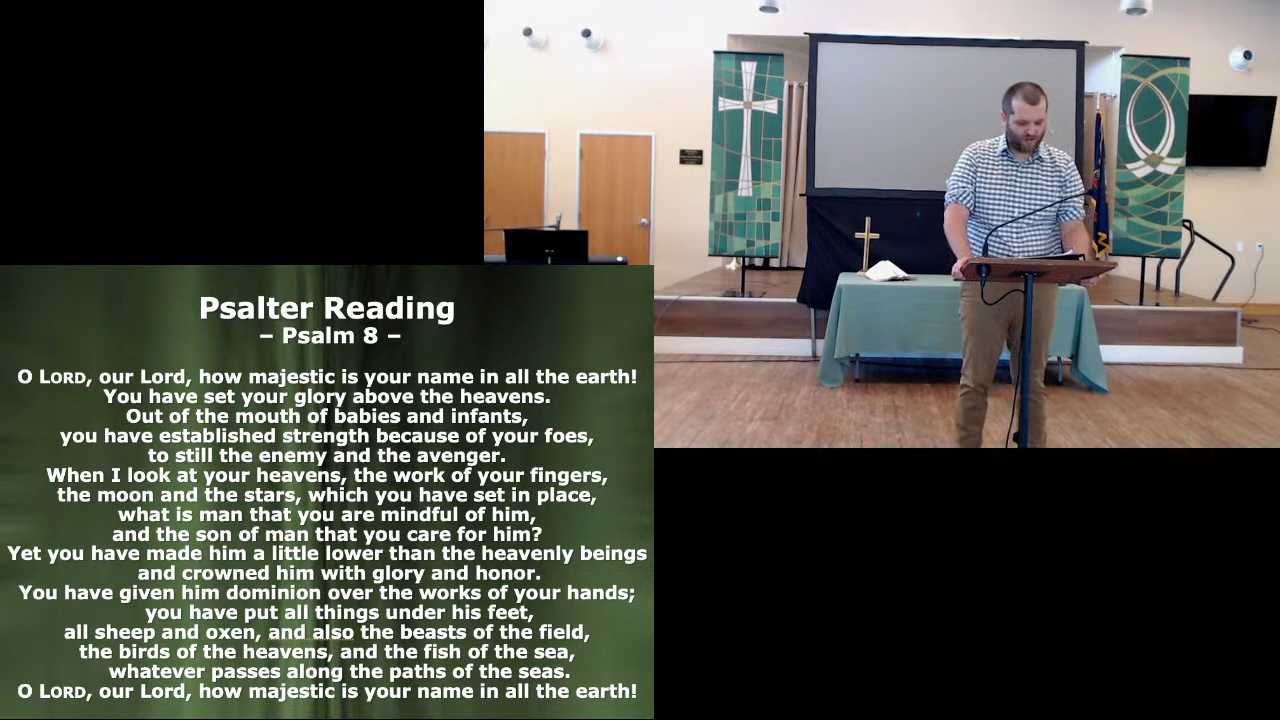 Psalter Reading
– Psalm 8 –
O LORD, our Lord, how majestic is your name in all the earth!
You have set your glory above the heavens.
Out of the mouth of babies and infants,
you have established strength because of your foes,
to still the enemy and the avenger.
When I look at your heavens, the work of your fingers,
the moon and the stars, which you have set in place,
what is man that you are mindful of him,
and the son of man that you care for him?
Yet you have made him a little lower than the heavenly beings
and crowned him with glory and honor.
You have given him dominion over the works of your hands;
you have put all things under his feet,
all sheep and oxen, and also the beasts of the field,
the birds of the heavens, and the fish of the sea,
whatever passes along the paths of the seas.
O LORD, our Lord, how majestic is your name in all the earth!